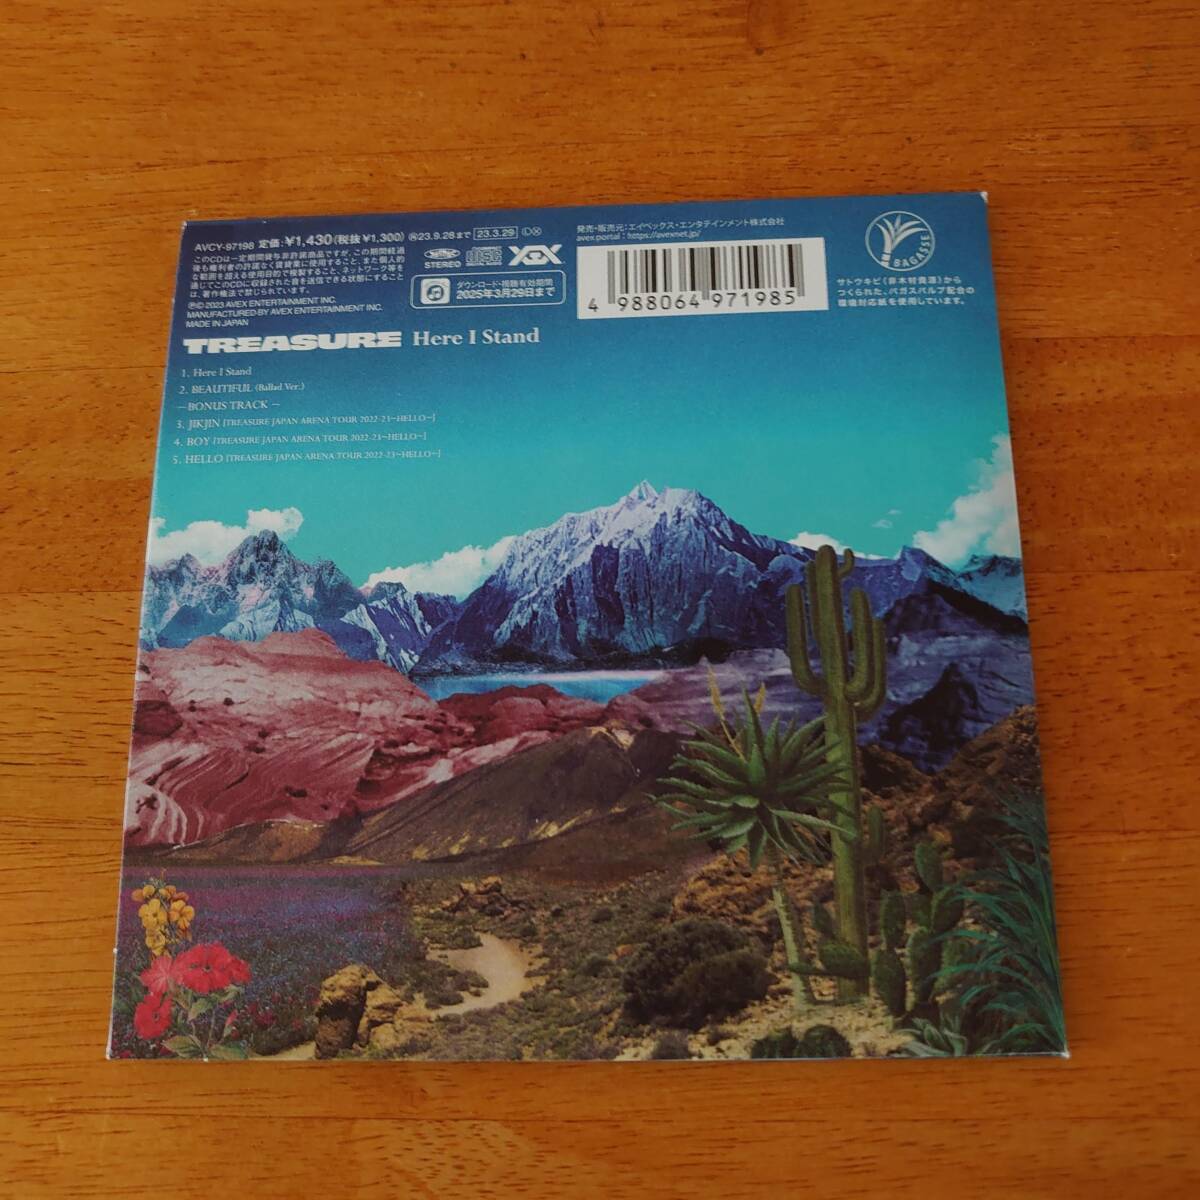 AVCY-97198 定価:¥1,430(税抜¥1,300) Ⓝ23.9.28まで 23.3.29 ⓁⓍ
このCDは一定期間貸与非許諾商品ですが、この期間経過
後も権利者の許諾なく賃貸業に使用すること、また個人的
な範囲を超える使用目的で複製すること、ネットワーク等を
通じてこのCDに収録された音を送信できる状態にすること
は、著作権法で禁じられています。
Ⓟ©2023 AVEX ENTERTAINMENT INC.
MANUFACTURED BY AVEX ENTERTAINMENT INC.
MADE IN JAPAN
STEREO
ダウンロード・視聴有効期間
2025年3月29日まで
発売・販売元:エイベックス・エンタテインメント株式会社
avex portal : https://avexnet.jp/
4 988064 971985
BAGASSE
サトウキビ(非木材資源)から
つくられた、バガスパルプ配合の
環境対応紙を使用しています。
TREASURE Here I Stand
1. Here I Stand
2. BEAUTIFUL (Ballad Ver.)
─BONUS TRACK ─
3. JIKJIN [TREASURE JAPAN ARENA TOUR 2022-23~HELLO~]
4. BOY [TREASURE JAPAN ARENA TOUR 2022-23~HELLO~]
5. HELLO [TREASURE JAPAN ARENA TOUR 2022-23~HELLO~]